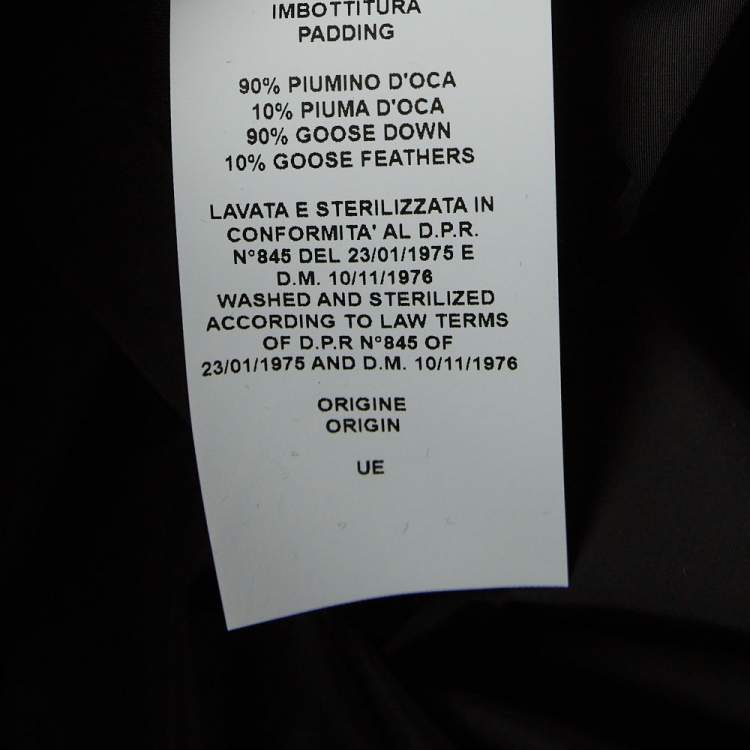 IMBOTTITURA
PADDING
90% PIUMINO D'OCA
10% PIUMA D'OCA
90% GOOSE DOWN
10% GOOSE FEATHERS
LAVATA E STERILIZZATA IN
CONFORMITA' AL D.P.R.
N°845 DEL 23/01/1975 E
D.M. 10/11/1976
WASHED AND STERILIZED
ACCORDING TO LAW TERMS
OF D.P.R N°845 OF
23/01/1975 AND D.M. 10/11/1976
ORIGINE
ORIGIN
UE